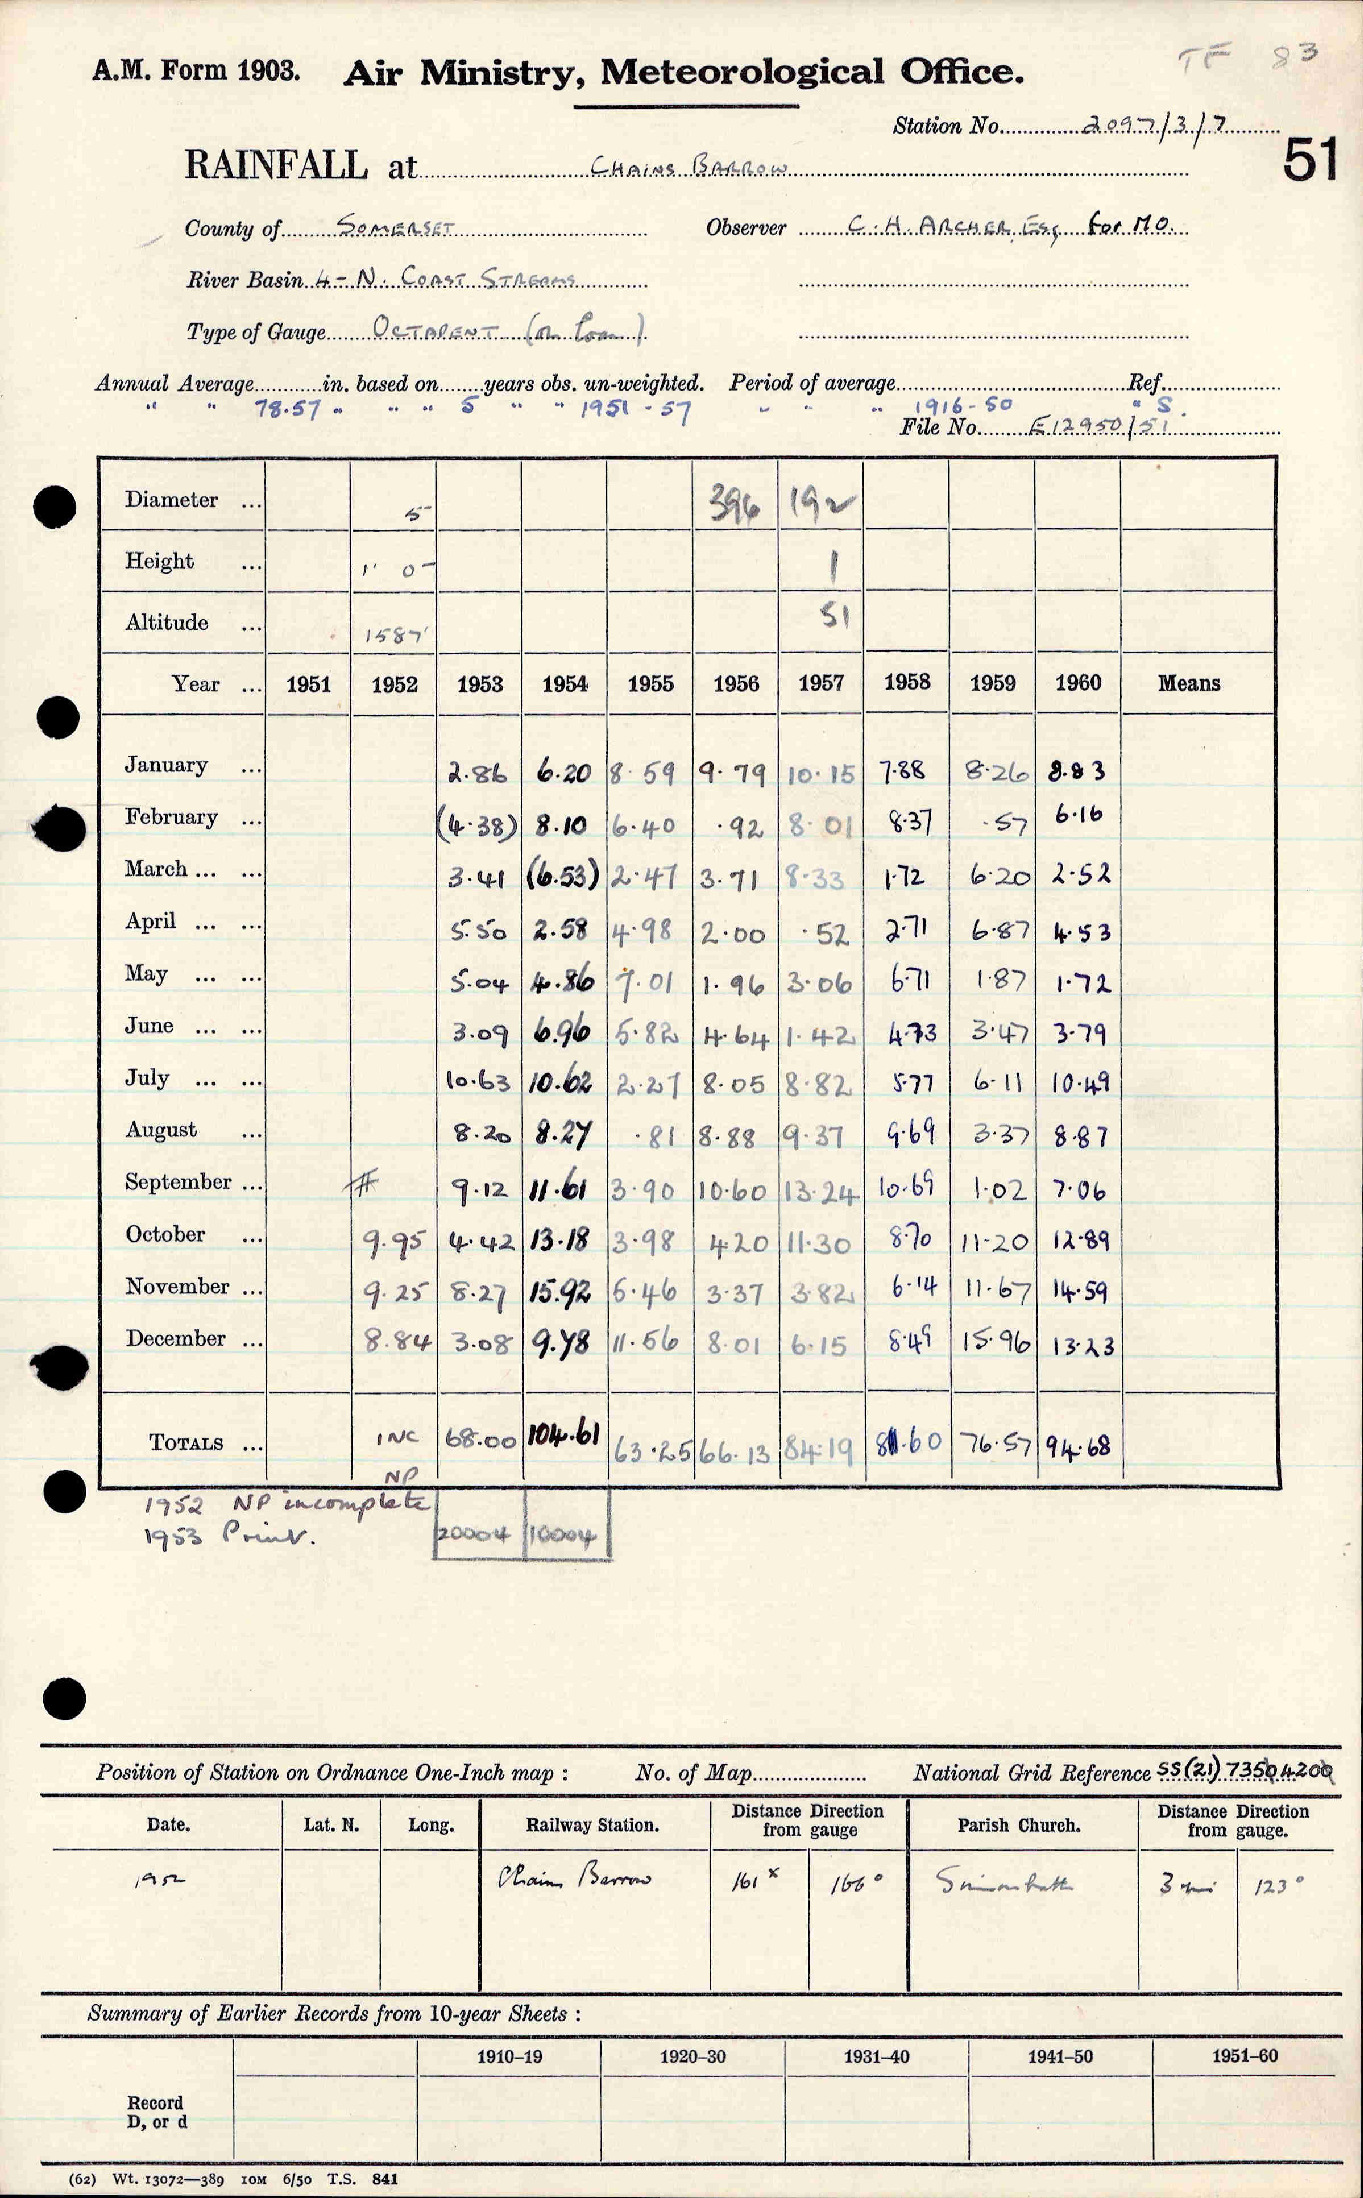 TF 83
A.M. Form 1903. Air Ministry, Meteorological Office.
Station No. 2097/3/7
51
RAINFALL at CHAINS BARROW
County of SOMERSET Observer C. H. ARCHER, Esq for MO.
River Basin 4 - N. COAST STREAMS
Type of Gauge OCTAPENT (on loan)
Annual Average............in. based on........years obs. un-weighted. Period of average..............................Ref.................
" " 78.57 " " " 5 " " 1951 - 57 " " " 1916-50 " S.
File No. E12950/51
Diameter ... 5 396 192
Height ... 1' 0" 1
Altitude ... 1587' 51
Year ... 1951 1952 1953 1954 1955 1956 1957 1958 1959 1960 Means
January ... 2.86 6.20 8.59 9.79 10.15 7.88 8.26 8.83
February ... (4.38) 8.10 6.40 .92 8.01 8.37 .57 6.16
March ... ... 3.41 (6.53) 2.47 3.71 8.33 1.72 6.20 2.52
April ... ... 5.50 2.58 4.98 2.00 .52 2.71 6.87 4.53
May ... ... 5.04 4.86 7.01 1.96 3.06 6.71 1.87 1.72
June ... ... 3.09 6.96 5.82 4.64 1.42 4.73 3.47 3.79
July ... ... 10.63 10.62 2.27 8.05 8.82 5.77 6.11 10.49
August ... 8.20 8.27 .81 8.88 9.37 9.69 3.37 8.87
September ... # 9.12 11.61 3.90 10.60 13.24 10.69 1.02 7.06
October ... 9.95 4.42 13.18 3.98 4.20 11.30 8.70 11.20 12.89
November ... 9.25 8.27 15.92 5.46 3.37 3.82 6.14 11.67 14.59
December ... 8.84 3.08 9.78 11.56 8.01 6.15 8.49 15.96 13.23
TOTALS ... INC 68.00 104.61 63.25 66.13 84.19 81.60 76.57 94.68
NP
1952 NP incomplete
1953 Print. 20004 10004
Position of Station on Ordnance One-Inch map : No. of Map.................. National Grid Reference SS(21) 7350 4200
Date. Lat. N. Long. Railway Station. Distance Direction from gauge Parish Church. Distance Direction from gauge.
1952 Chains Barrow 161x 166° Simonsbath 3 mi 123°
Summary of Earlier Records from 10-year Sheets :
1910–19 1920–30 1931–40 1941–50 1951–60
Record
D, or d
(62) Wt. 13072—389 10M 6/50 T.S. 841